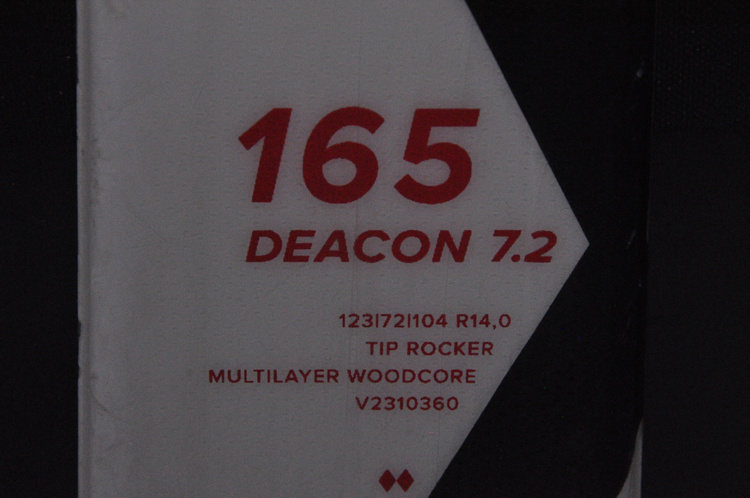 165
DEACON 7.2
123|72|104 R14,0
TIP ROCKER
MULTILAYER WOODCORE
V2310360